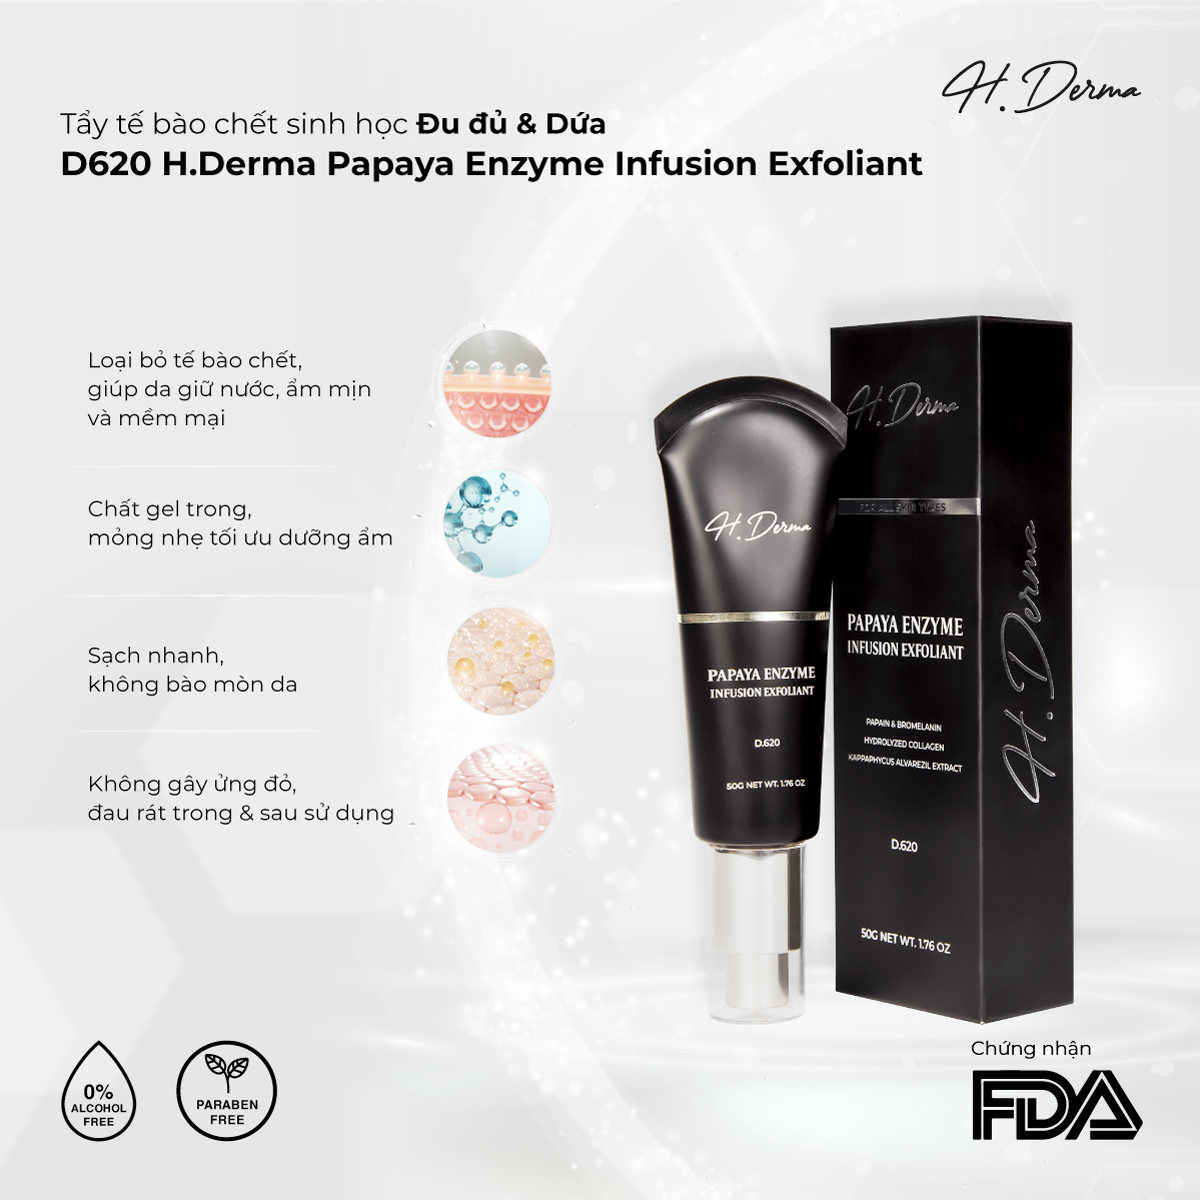 H.Derma
Tẩy tế bào chết sinh học Đu đủ & Dứa
D620 H.Derma Papaya Enzyme Infusion Exfoliant
Loại bỏ tế bào chết,
giúp da giữ nước, ẩm mịn
và mềm mại
Chất gel trong,
mỏng nhẹ tối ưu dưỡng ẩm
Sạch nhanh,
không bào mòn da
Không gây ửng đỏ,
đau rát trong & sau sử dụng
H.Derma
PAPAYA ENZYME
INFUSION EXFOLIANT
D.620
50G NET WT. 1.76 OZ
H.Derma
FOR ALL SKIN TYPES
PAPAYA ENZYME
INFUSION EXFOLIANT
PAPAIN & BROMELANIN
HYDROLYZED COLLAGEN
KAPPAPHYCUS ALVAREZIL EXTRACT
D.620
50G NET WT. 1.76 OZ
H.Derma
0%
ALCOHOL
FREE
PARABEN
FREE
Chứng nhận
FDA